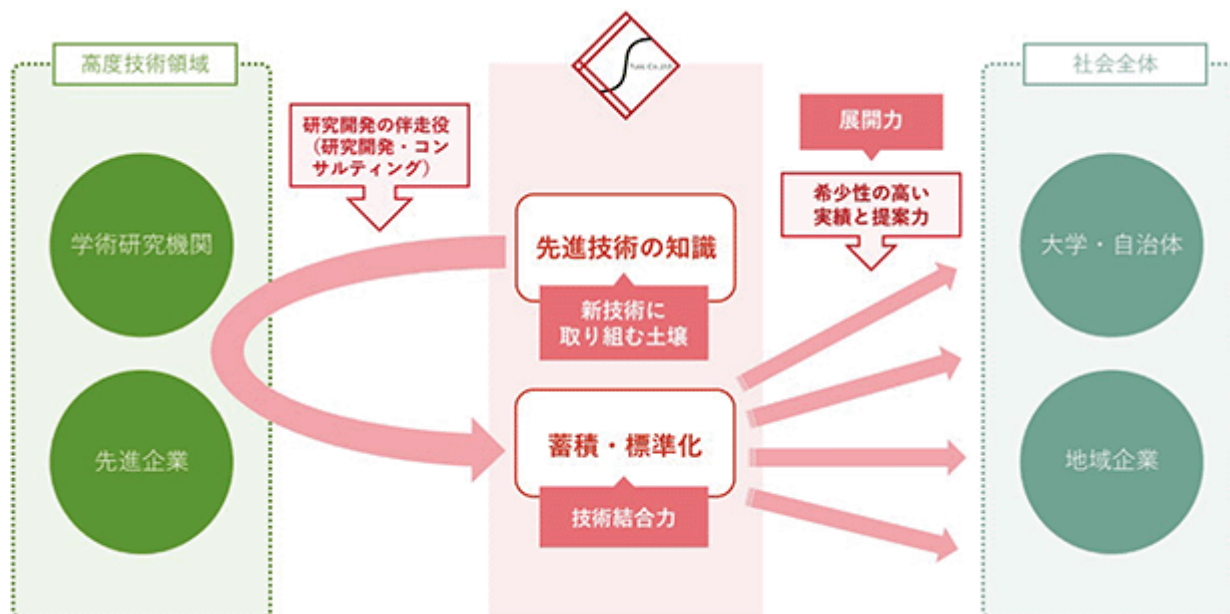 高度技術領域
学術研究機関
先進企業
研究開発の伴走役
(研究開発・コン
サルティング)
先進技術の知識
新技術に
取り組む土壌
蓄積・標準化
技術結合力
展開力
希少性の高い
実績と提案力
社会全体
大学・自治体
地域企業